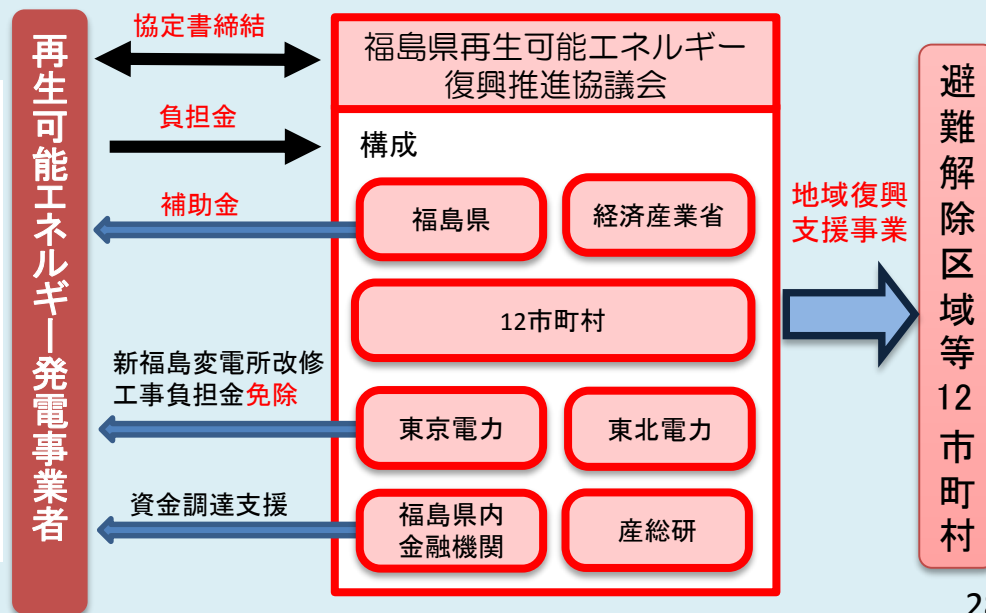 再生可能エネルギー発電事業者
協定書締結
負担金
補助金
新福島変電所改修
工事負担金免除
資金調達支援
福島県再生可能エネルギー
復興推進協議会
構成
福島県
経済産業省
12市町村
東京電力
東北電力
福島県内
金融機関
産総研
地域復興
支援事業
避難解除区域等12市町村